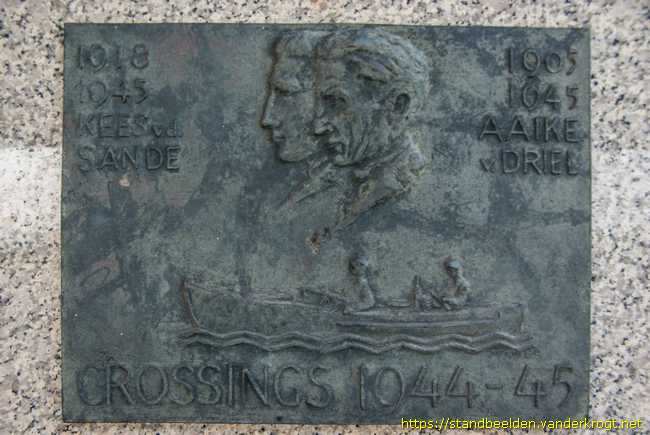 1918
1945
KEES v.d.
SANDE
1905
1945
AAIKE
v. DRIEL
CROSSINGS 1944-45
https://standbeelden.vanderkrogt.net